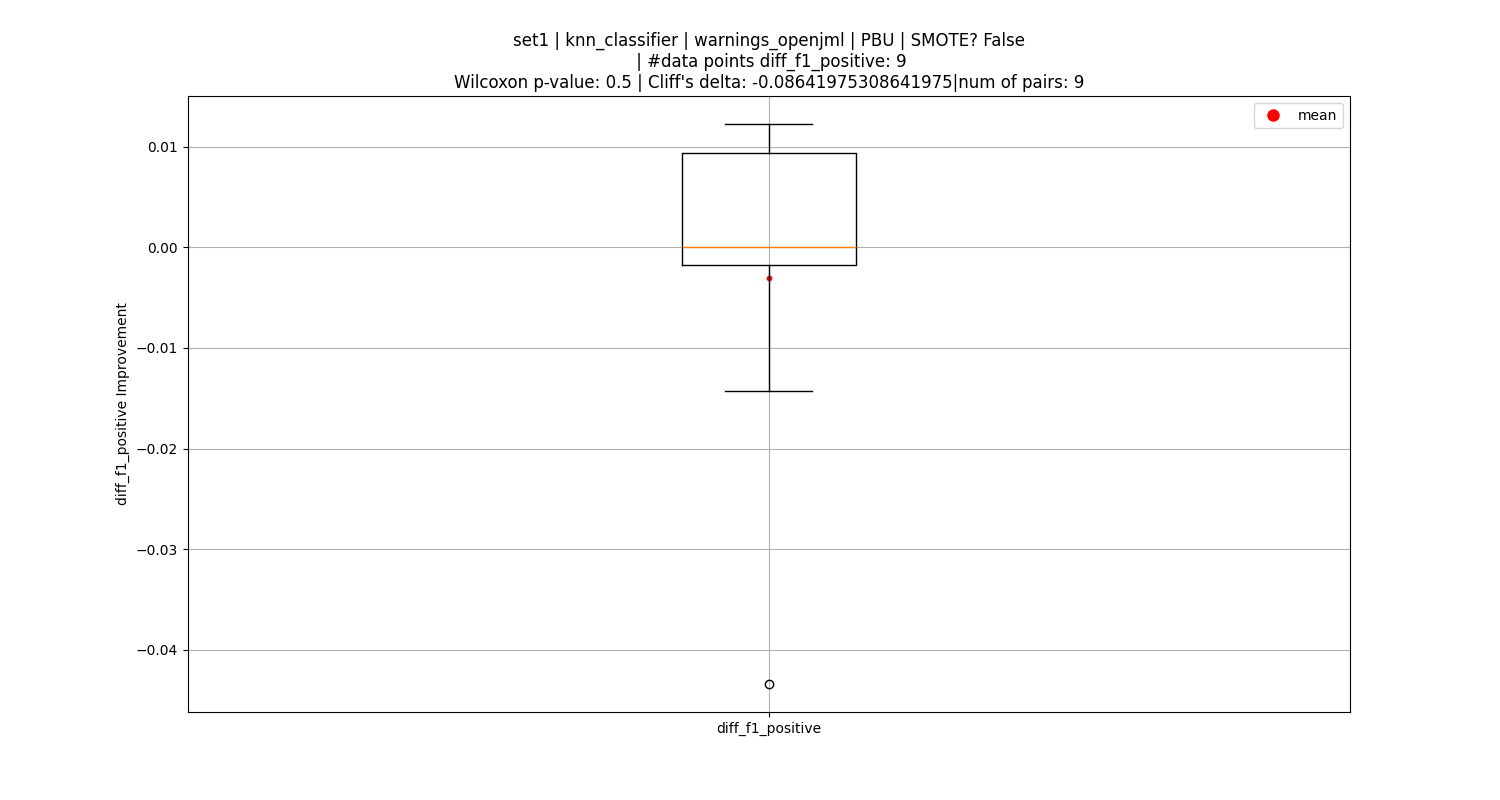 set1 | knn_classifier | warnings_openjml | PBU | SMOTE? False
| #data points diff_f1_positive: 9
Wilcoxon p-value: 0.5 | Cliff's delta: -0.08641975308641975|num of pairs: 9
mean
0.01
0.00
−0.01
−0.02
−0.03
−0.04
diff_f1_positive Improvement
diff_f1_positive